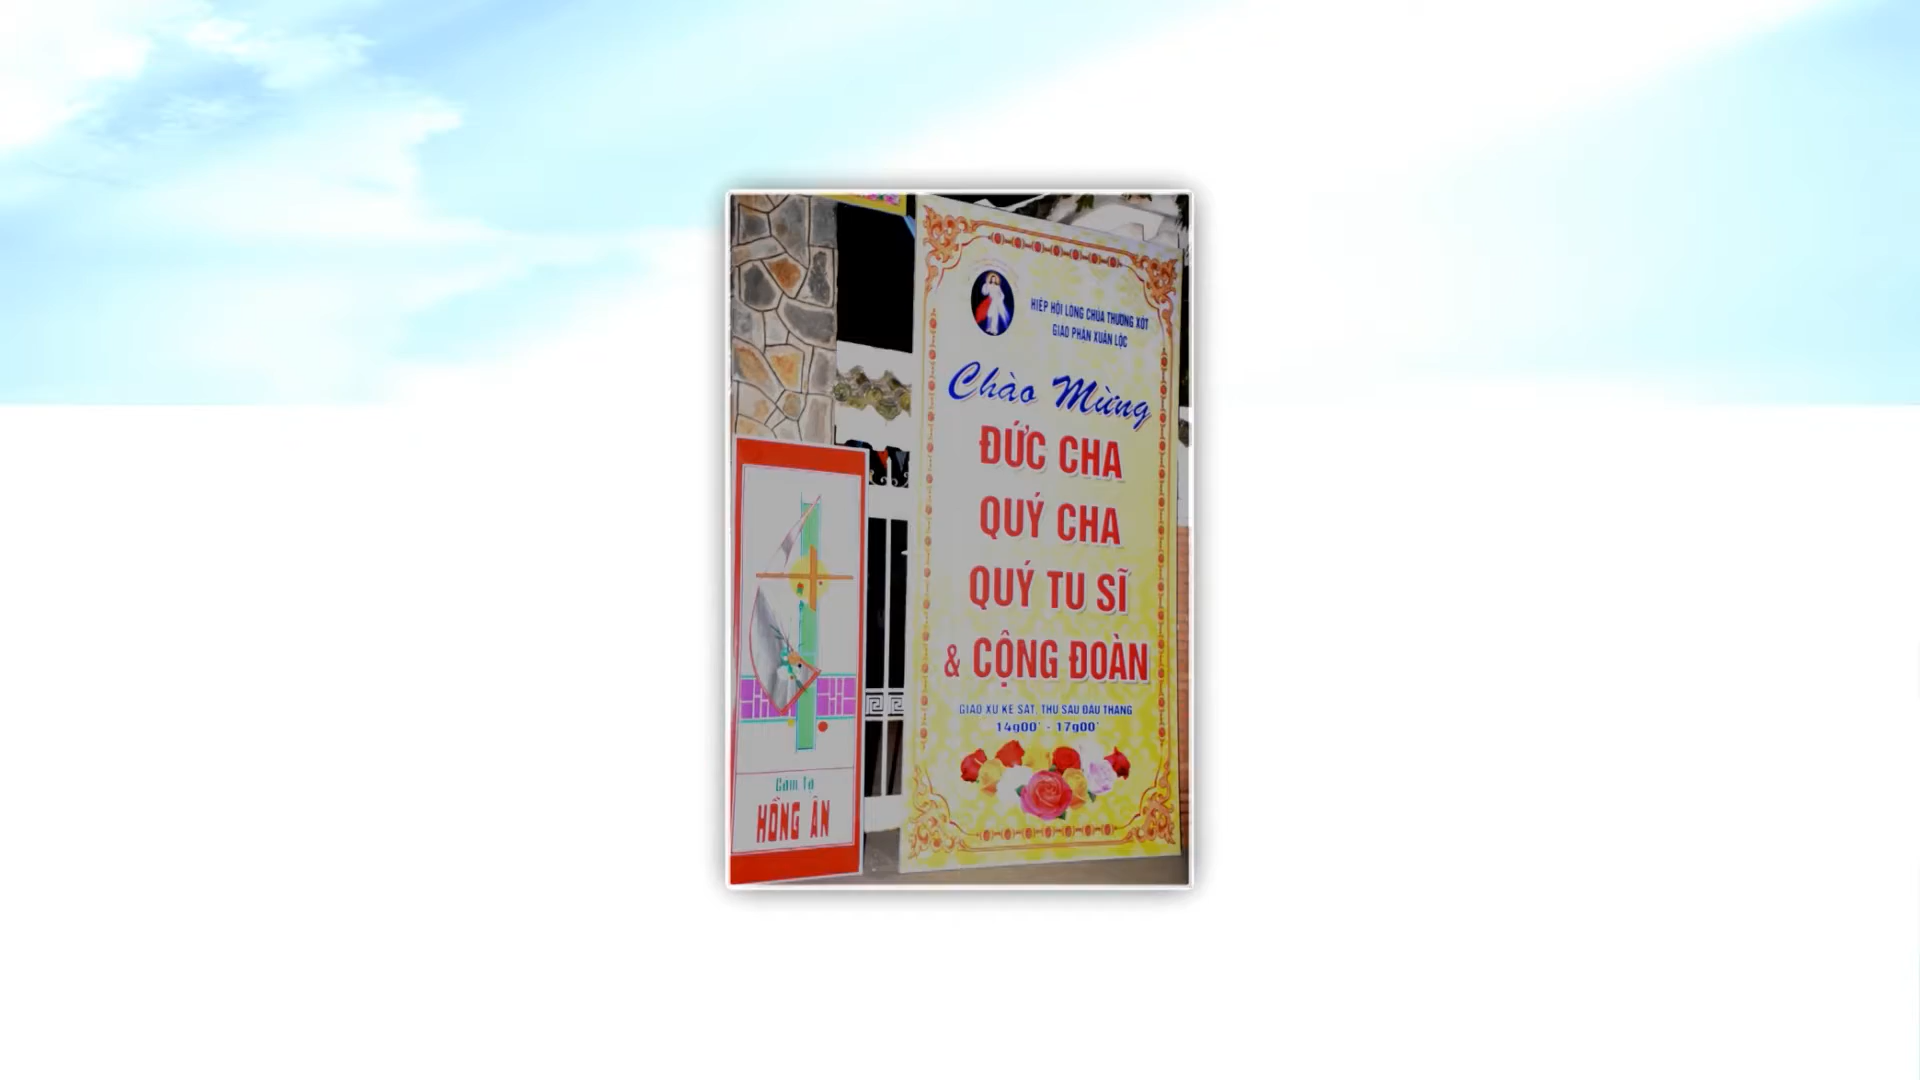 HIỆP HỘI LÒNG CHÚA THƯƠNG XÓT
GIÁO PHẬN XUÂN LỘC
Chào Mừng
ĐỨC CHA
QUÝ CHA
QUÝ TU SĨ
& CỘNG ĐOÀN
GIÁO XỨ KẺ SẶT, THỨ SÁU ĐẦU THÁNG
14g00' - 17g00'
Cảm tạ
HỒNG ÂN